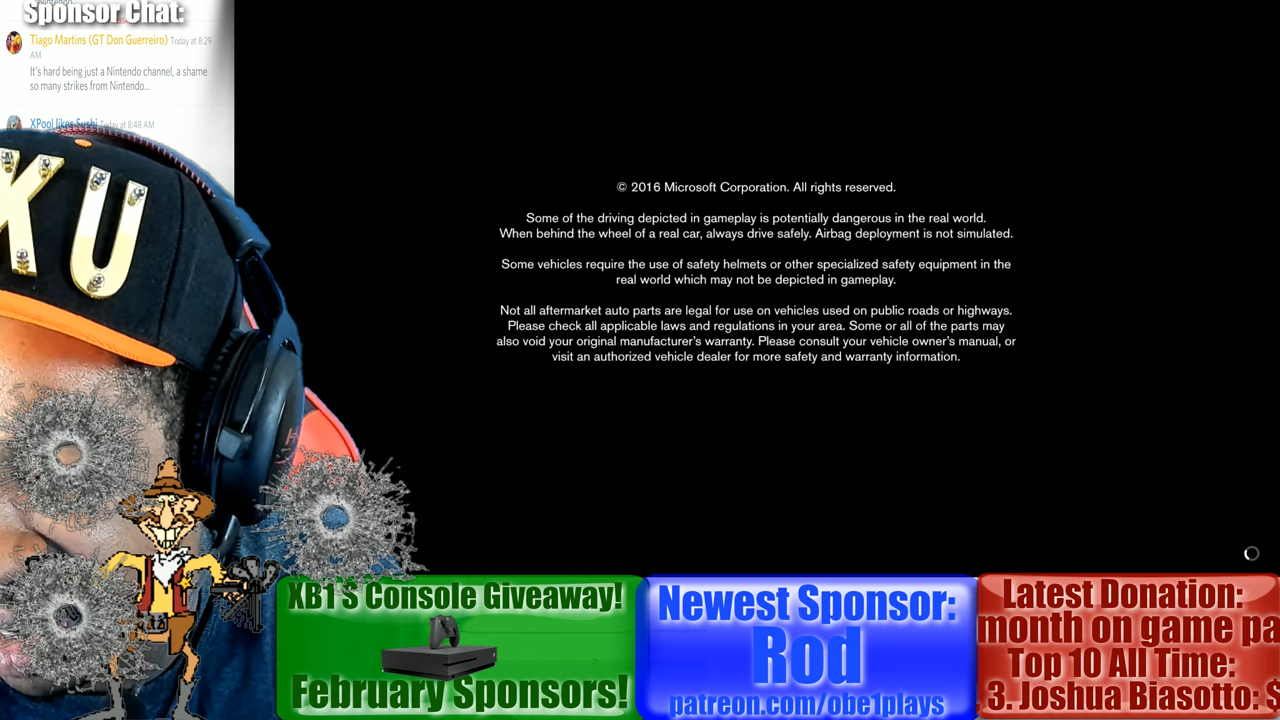 Sponsor Chat:
Tiago Martins (GT Don Guerreiro) Today at 8:29
AM
It's hard being just a Nintendo channel, a shame
so many strikes from Nintendo...
XPool likes Sushi Today at 8:48 AM
KU
© 2016 Microsoft Corporation. All rights reserved.
Some of the driving depicted in gameplay is potentially dangerous in the real world.
When behind the wheel of a real car, always drive safely. Airbag deployment is not simulated.
Some vehicles require the use of safety helmets or other specialized safety equipment in the
real world which may not be depicted in gameplay.
Not all aftermarket auto parts are legal for use on vehicles used on public roads or highways.
Please check all applicable laws and regulations in your area. Some or all of the parts may
also void your original manufacturer's warranty. Please consult your vehicle owner's manual, or
visit an authorized vehicle dealer for more safety and warranty information.
XB1 S Console Giveaway!
February Sponsors!
Newest Sponsor:
Rod
patreon.com/obe1plays
Latest Donation:
month on game pa
Top 10 All Time:
3. Joshua Biasotto: $